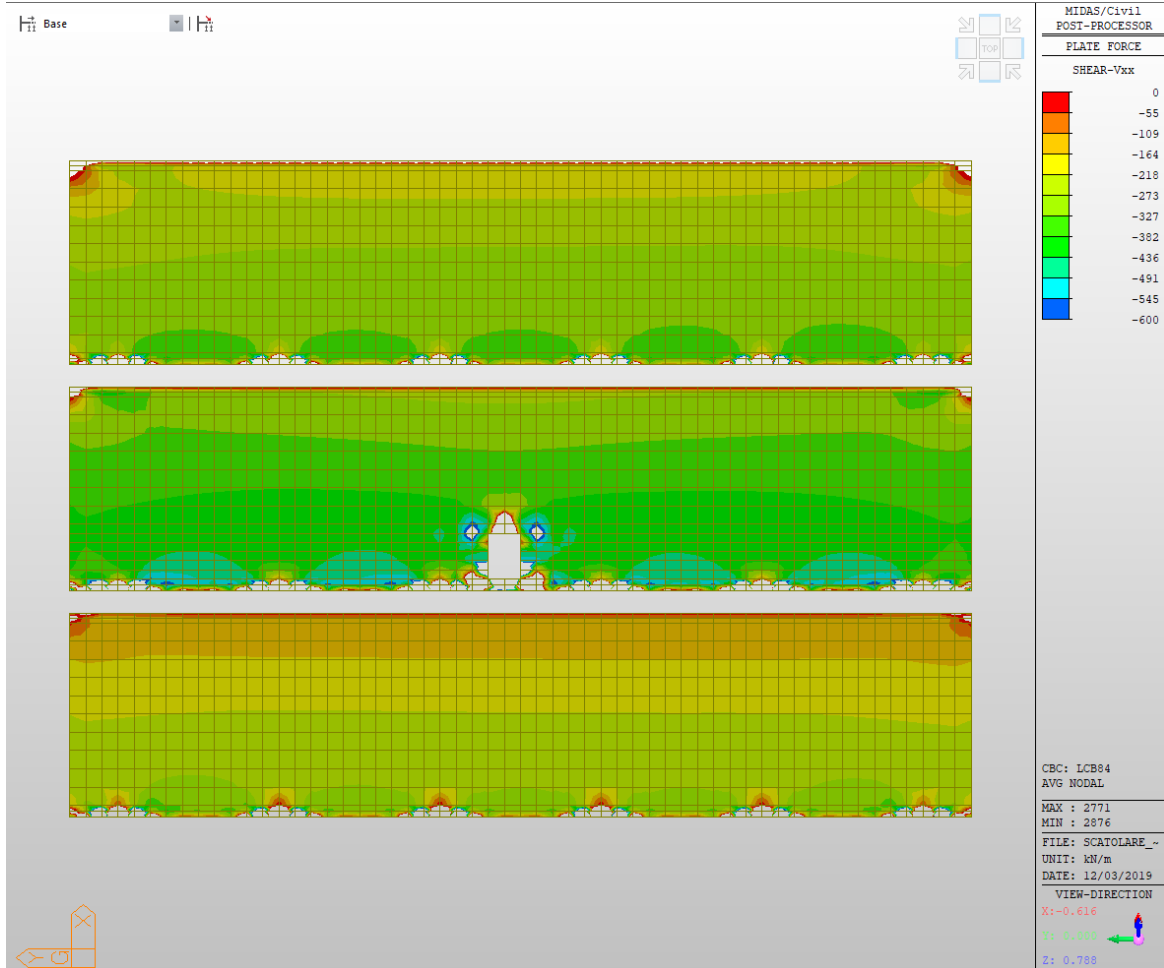 Base
TOP
MIDAS/Civil
POST-PROCESSOR
PLATE FORCE
SHEAR-Vxx
0
-55
-109
-164
-218
-273
-327
-382
-436
-491
-545
-600
CBC: LCB84
AVG NODAL
MAX : 2771
MIN : 2876
FILE: SCATOLARE_~
UNIT: kN/m
DATE: 12/03/2019
VIEW-DIRECTION
X:-0.616
Z: 0.788
X
Y
G